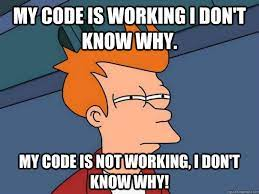 MY CODE IS WORKING I DON'T
KNOW WHY.
MY CODE IS NOT WORKING, I DON'T
KNOW WHY!